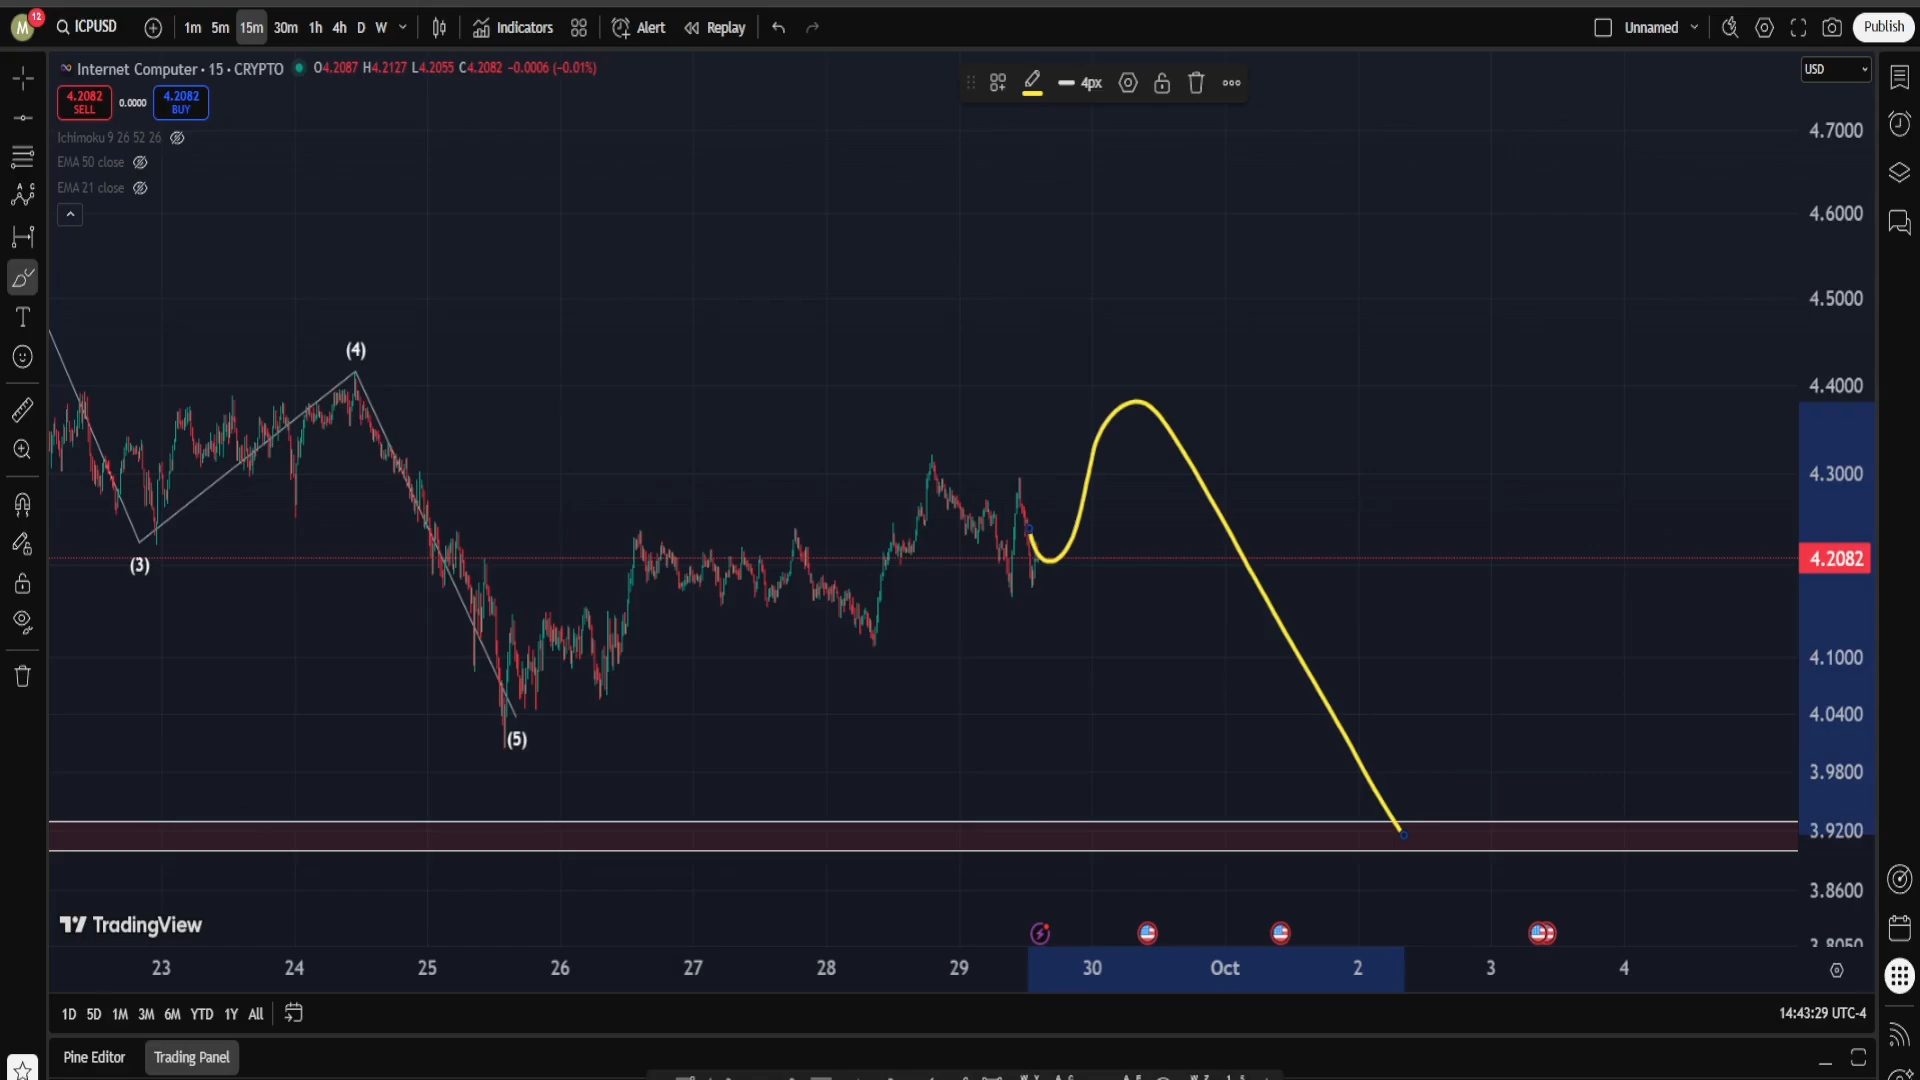 M 12 ICPUSD 1m 5m 15m 30m 1h 4h D W Indicators Alert Replay Unnamed Publish
Internet Computer · 15 · CRYPTO O4.2087 H4.2127 L4.2055 C4.2082 −0.0006 (−0.01%)
USD
4px
4.2082 SELL
0.0000
4.2082 BUY
Ichimoku 9 26 52 26
EMA 50 close
EMA 21 close
4.7000
4.6000
4.5000
4.4000
4.3000
4.2082
4.1000
4.0400
3.9800
3.9200
3.8600
3.8050
(4)
(3)
(5)
TradingView
23 24 25 26 27 28 29 30 Oct 2 3 4
1D 5D 1M 3M 6M YTD 1Y All
14:43:29 UTC-4
Pine Editor Trading Panel